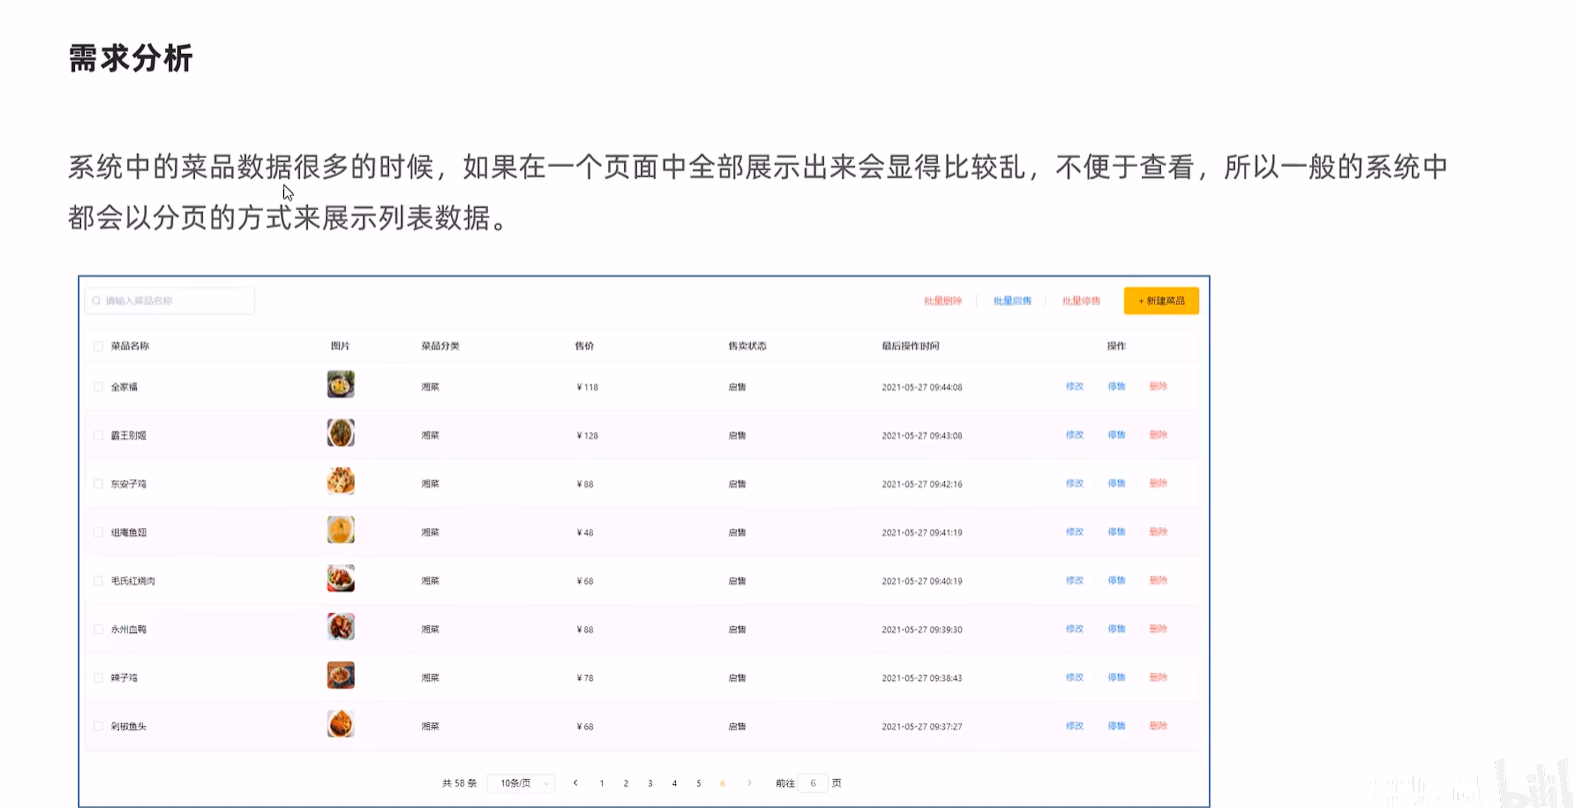 需求分析
系统中的菜品数据很多的时候，如果在一个页面中全部展示出来会显得比较乱，不便于查看，所以一般的系统中
都会以分页的方式来展示列表数据。
请输入菜品名称 批量删除 批量启售 批量停售 + 新建菜品
菜品名称 图片 菜品分类 售价 售卖状态 最后操作时间 操作
全家福 湘菜 ¥ 118 启售 2021-05-27 09:44:08 修改 停售 删除
霸王别姬 湘菜 ¥ 128 启售 2021-05-27 09:43:08 修改 停售 删除
东安子鸡 湘菜 ¥ 88 启售 2021-05-27 09:42:16 修改 停售 删除
组庵鱼翅 湘菜 ¥ 48 启售 2021-05-27 09:41:19 修改 停售 删除
毛氏红烧肉 湘菜 ¥ 68 启售 2021-05-27 09:40:19 修改 停售 删除
永州血鸭 湘菜 ¥ 88 启售 2021-05-27 09:39:30 修改 停售 删除
辣子鸡 湘菜 ¥ 78 启售 2021-05-27 09:38:43 修改 停售 删除
剁椒鱼头 湘菜 ¥ 68 启售 2021-05-27 09:37:27 修改 停售 删除
共 58 条 10条/页 < 1 2 3 4 5 6 > 前往 6 页
bili